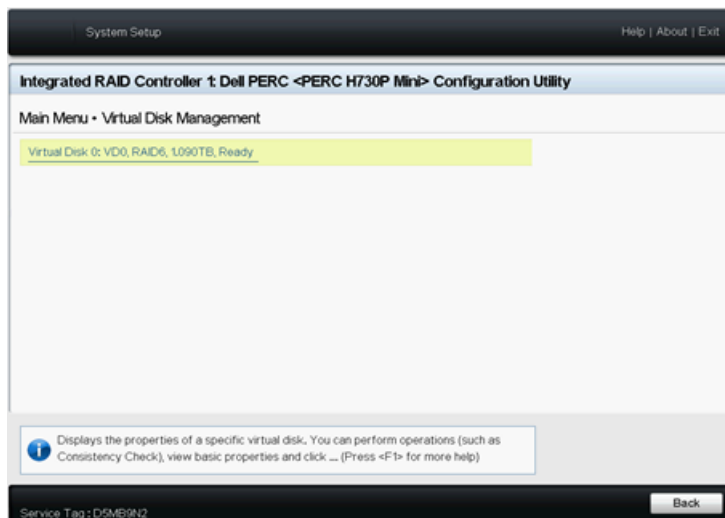 System Setup
Help | About | Exit
Integrated RAID Controller 1: Dell PERC <PERC H730P Mini> Configuration Utility
Main Menu • Virtual Disk Management
Virtual Disk 0: VD0, RAID6, 1.090TB, Ready
Displays the properties of a specific virtual disk. You can perform operations (such as
Consistency Check), view basic properties and click ... (Press <F1> for more help)
Back
Service Tag : D5MB9N2